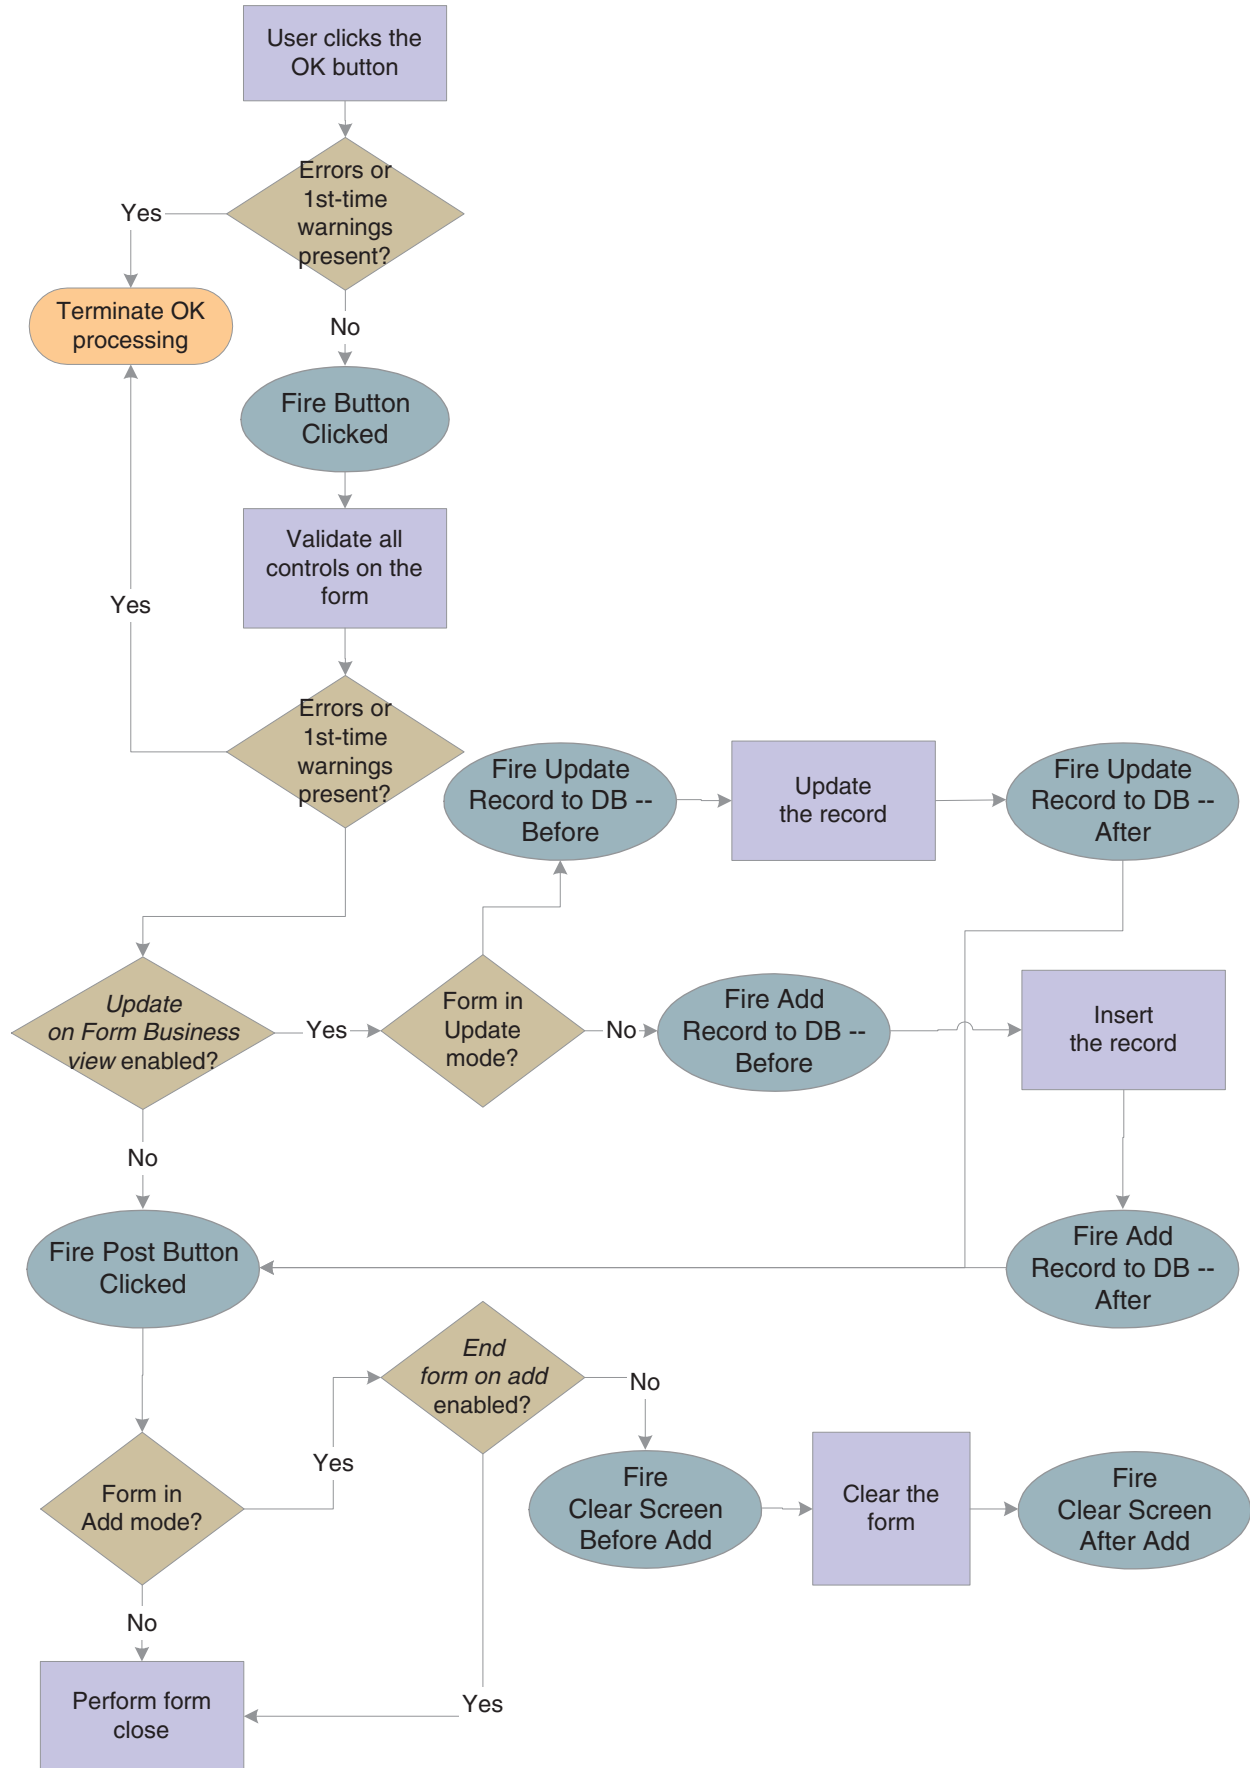 User clicks the
OK button
Errors or
1st-time
warnings
present?
Yes
Terminate OK
processing
No
Fire Button
Clicked
Validate all
controls on the
form
Yes
Errors or
1st-time
warnings
present?
Fire Update
Record to DB --
Before
Update
the record
Fire Update
Record to DB --
After
Update
on Form Business
view enabled?
Yes
Form in
Update
mode?
No
Fire Add
Record to DB --
Before
Insert
the record
No
Fire Post Button
Clicked
Fire Add
Record to DB --
After
End
form on add
enabled?
No
Yes
Form in
Add mode?
Fire
Clear Screen
Before Add
Clear the
form
Fire
Clear Screen
After Add
No
Perform form
close
Yes